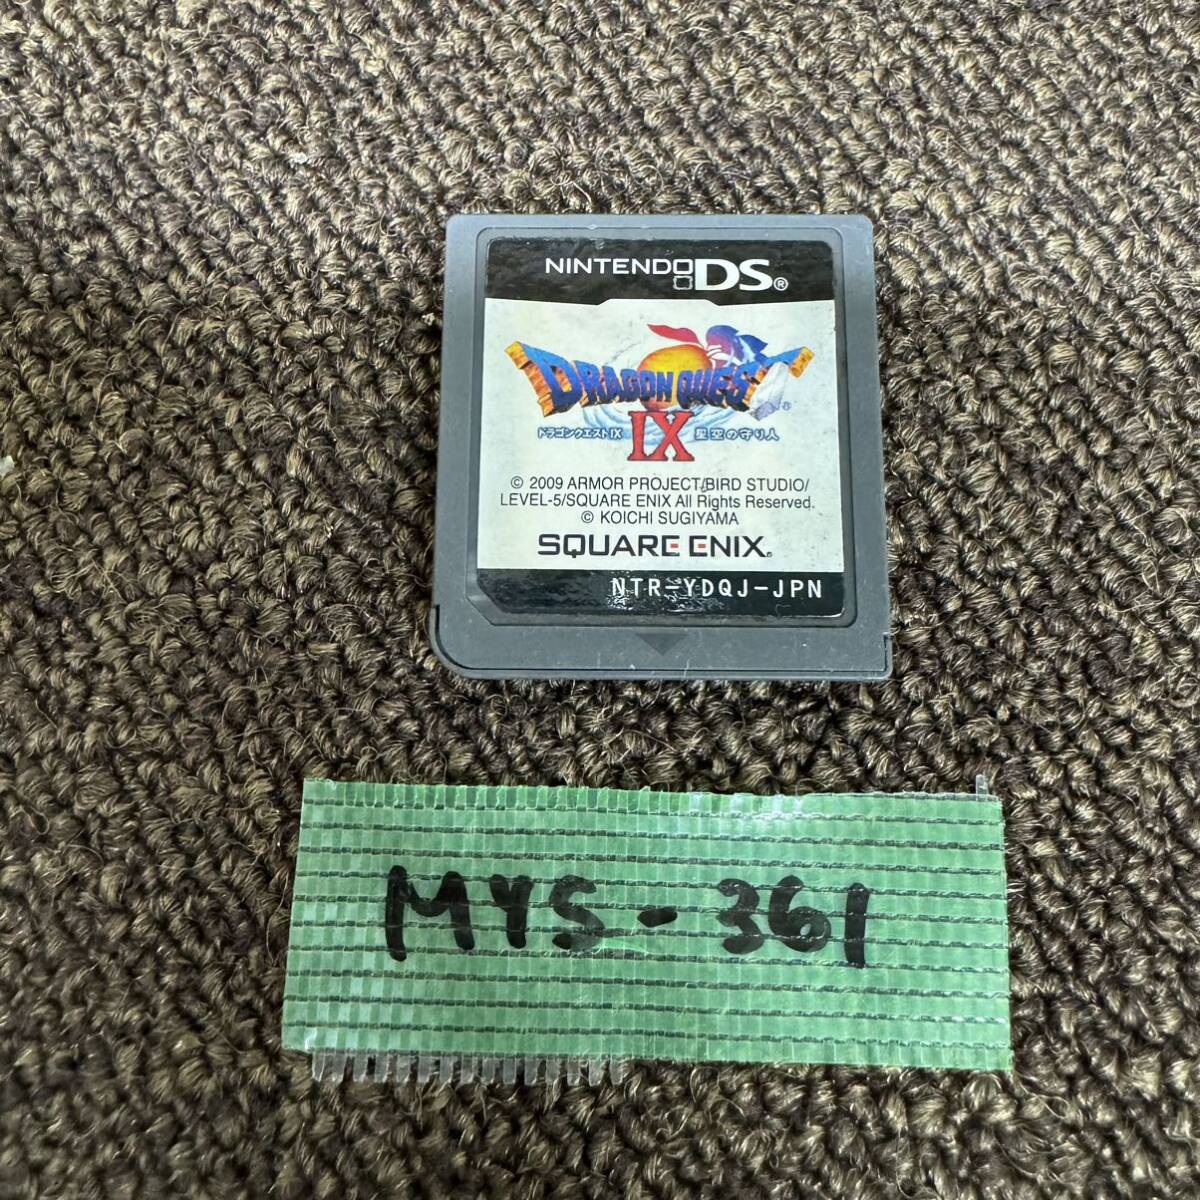 NINTENDO DS®
DRAGON QUEST®
IX
ドラゴンクエストIX 星空の守り人
© 2009 ARMOR PROJECT/BIRD STUDIO/
LEVEL-5/SQUARE ENIX All Rights Reserved.
© KOICHI SUGIYAMA
SQUARE ENIX®
NTR-YDQJ-JPN
MYS-361